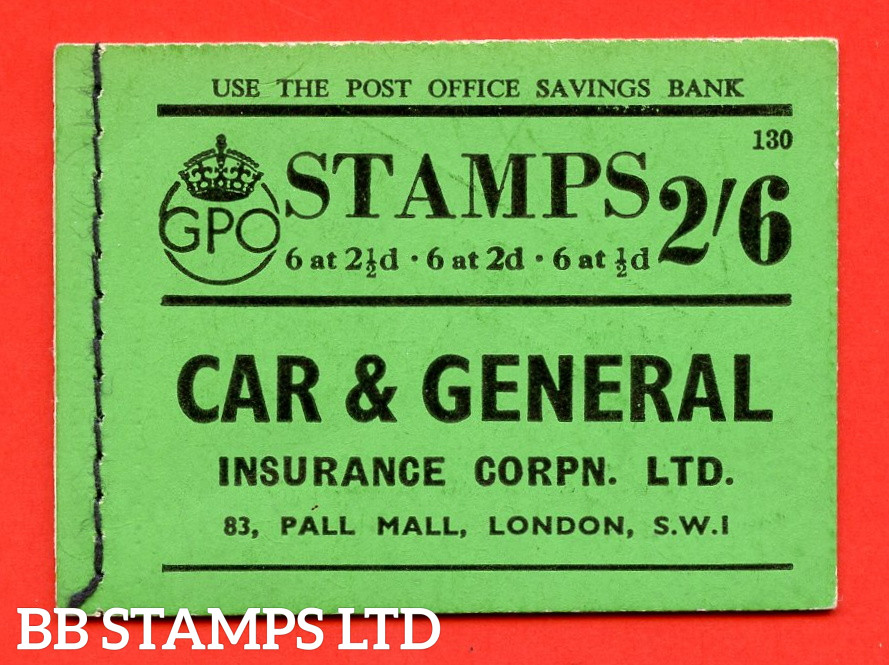 USE THE POST OFFICE SAVINGS BANK
130
GPO
STAMPS 2/6
6 at 2½d · 6 at 2d · 6 at ½d
CAR & GENERAL
INSURANCE CORPN. LTD.
83, PALL MALL, LONDON, S.W.1
BB STAMPS LTD